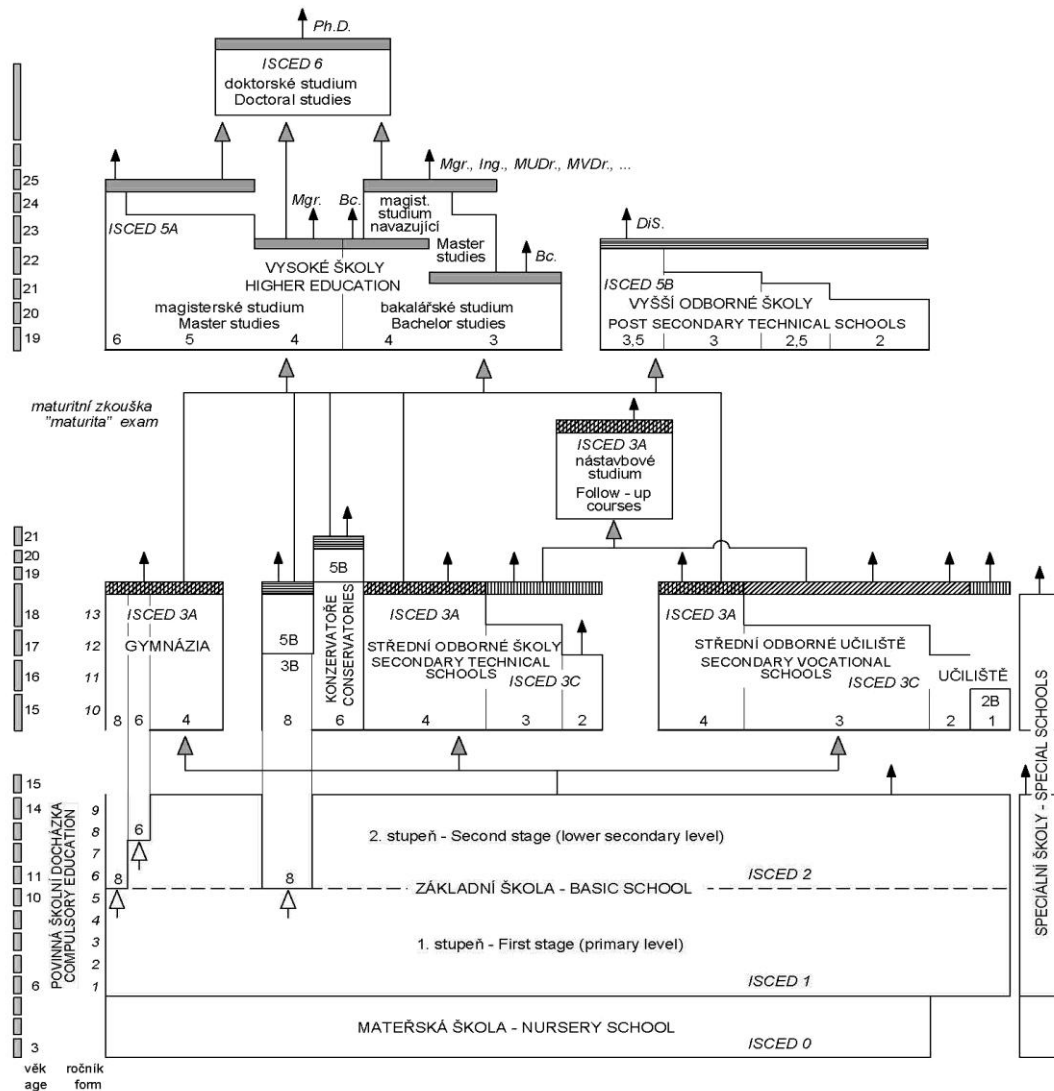 Ph.D.
ISCED 6
doktorské studium
Doctoral studies
Mgr., Ing., MUDr., MVDr., ...
25
24
23
22
21
20
19
ISCED 5A
Mgr.
Bc.
magist.
studium
navazující
Master
studies
Bc.
VYSOKÉ ŠKOLY
HIGHER EDUCATION
magisterské studium
Master studies
bakalářské studium
Bachelor studies
6 5 4 4 3
DiS.
ISCED 5B
VYŠŠÍ ODBORNÉ ŠKOLY
POST SECONDARY TECHNICAL SCHOOLS
3,5 3 2,5 2
maturitní zkouška
"maturita" exam
ISCED 3A
nástavbové
studium
Follow - up
courses
21
20
19
18 13
17 12
16 11
15 10
ISCED 3A
GYMNÁZIA
8 6 4
5B
3B
8
5B
KONZERVATOŘE
CONSERVATORIES
6
ISCED 3A
STŘEDNÍ ODBORNÉ ŠKOLY
SECONDARY TECHNICAL
SCHOOLS
ISCED 3C
4 3 2
ISCED 3A
STŘEDNÍ ODBORNÉ UČILIŠTĚ
SECONDARY VOCATIONAL
SCHOOLS
ISCED 3C
UČILIŠTĚ
2B
4 3 2 1
SPECIÁLNÍ ŠKOLY - SPECIAL SCHOOLS
15
14 9
8
7
11 6
10 5
4
3
2
6 1
3
POVINNÁ ŠKOLNÍ DOCHÁZKA
COMPULSORY EDUCATION
6
8
8
2. stupeň - Second stage (lower secondary level)
ISCED 2
ZÁKLADNÍ ŠKOLA - BASIC SCHOOL
1. stupeň - First stage (primary level)
ISCED 1
MATEŘSKÁ ŠKOLA - NURSERY SCHOOL
ISCED 0
věk ročník
age form